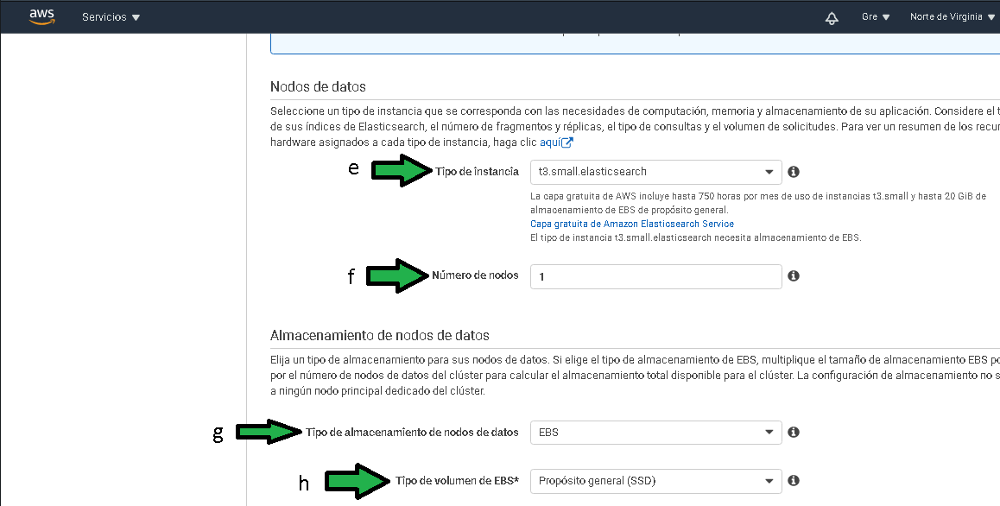 aws Servicios Gre Norte de Virginia
Nodos de datos
Seleccione un tipo de instancia que se corresponda con las necesidades de computación, memoria y almacenamiento de su aplicación. Considere el
de sus índices de Elasticsearch, el número de fragmentos y réplicas, el tipo de consultas y el volumen de solicitudes. Para ver un resumen de los
hardware asignados a cada tipo de instancia, haga clic aquí
e Tipo de instancia t3.small.elasticsearch
La capa gratuita de AWS incluye hasta 750 horas por mes de uso de instancias t3.small y hasta 20 GiB de
almacenamiento de EBS de propósito general.
Capa gratuita de Amazon Elasticsearch Service
El tipo de instancia t3.small.elasticsearch necesita almacenamiento de EBS.
f Número de nodos 1
Almacenamiento de nodos de datos
Elija un tipo de almacenamiento para sus nodos de datos. Si elige el tipo de almacenamiento de EBS, multiplique el tamaño de almacenamiento EBS
por el número de nodos de datos del clúster para calcular el almacenamiento total disponible para el clúster. La configuración de almacenamiento no
a ningún nodo principal dedicado del clúster.
g Tipo de almacenamiento de nodos de datos EBS
h Tipo de volumen de EBS* Propósito general (SSD)